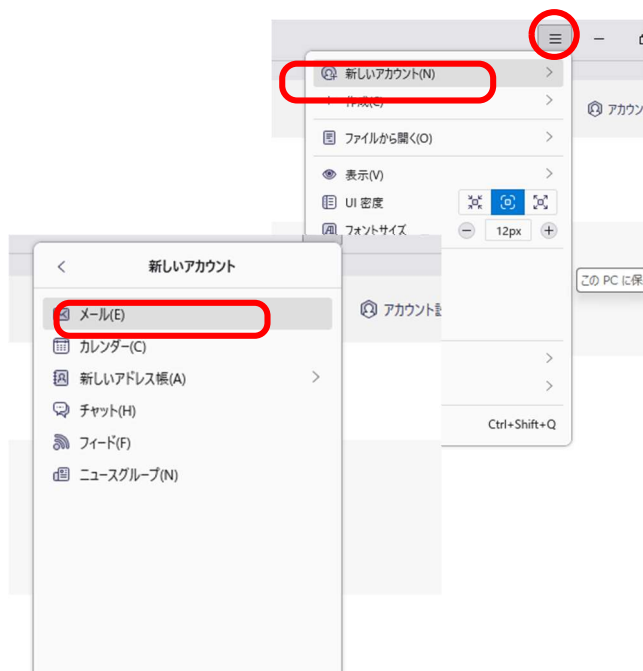 新しいアカウント(N)
作成(C)
アカウン
ファイルから開く(O)
表示(V)
UI 密度
フォントサイズ
12px
この PC に保
Ctrl+Shift+Q
新しいアカウント
メール(E)
アカウント設
カレンダー(C)
新しいアドレス帳(A)
チャット(H)
フィード(F)
ニュースグループ(N)